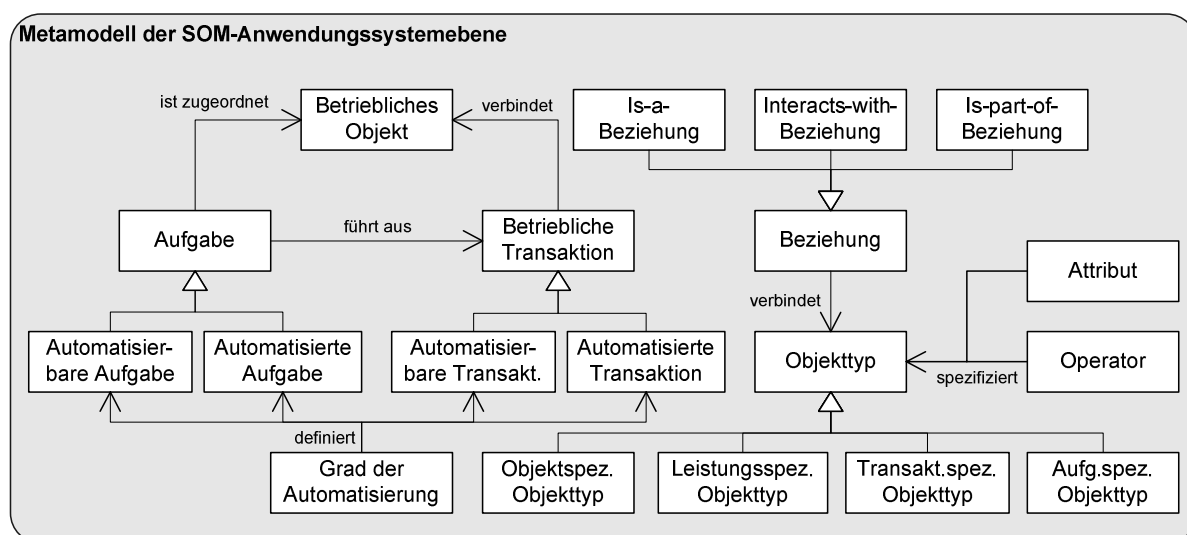 Metamodell der SOM-Anwendungssystemebene
ist zugeordnet
Betriebliches
Objekt
verbindet
Is-a-
Beziehung
Interacts-with-
Beziehung
Is-part-of-
Beziehung
Aufgabe
führt aus
Betriebliche
Transaktion
Beziehung
Attribut
verbindet
Automatisier-
bare Aufgabe
Automatisierte
Aufgabe
Automatisier-
bare Transakt.
Automatisierte
Transaktion
Objekttyp
spezifiziert
Operator
definiert
Grad der
Automatisierung
Objektspez.
Objekttyp
Leistungsspez.
Objekttyp
Transakt.spez.
Objekttyp
Aufg.spez.
Objekttyp